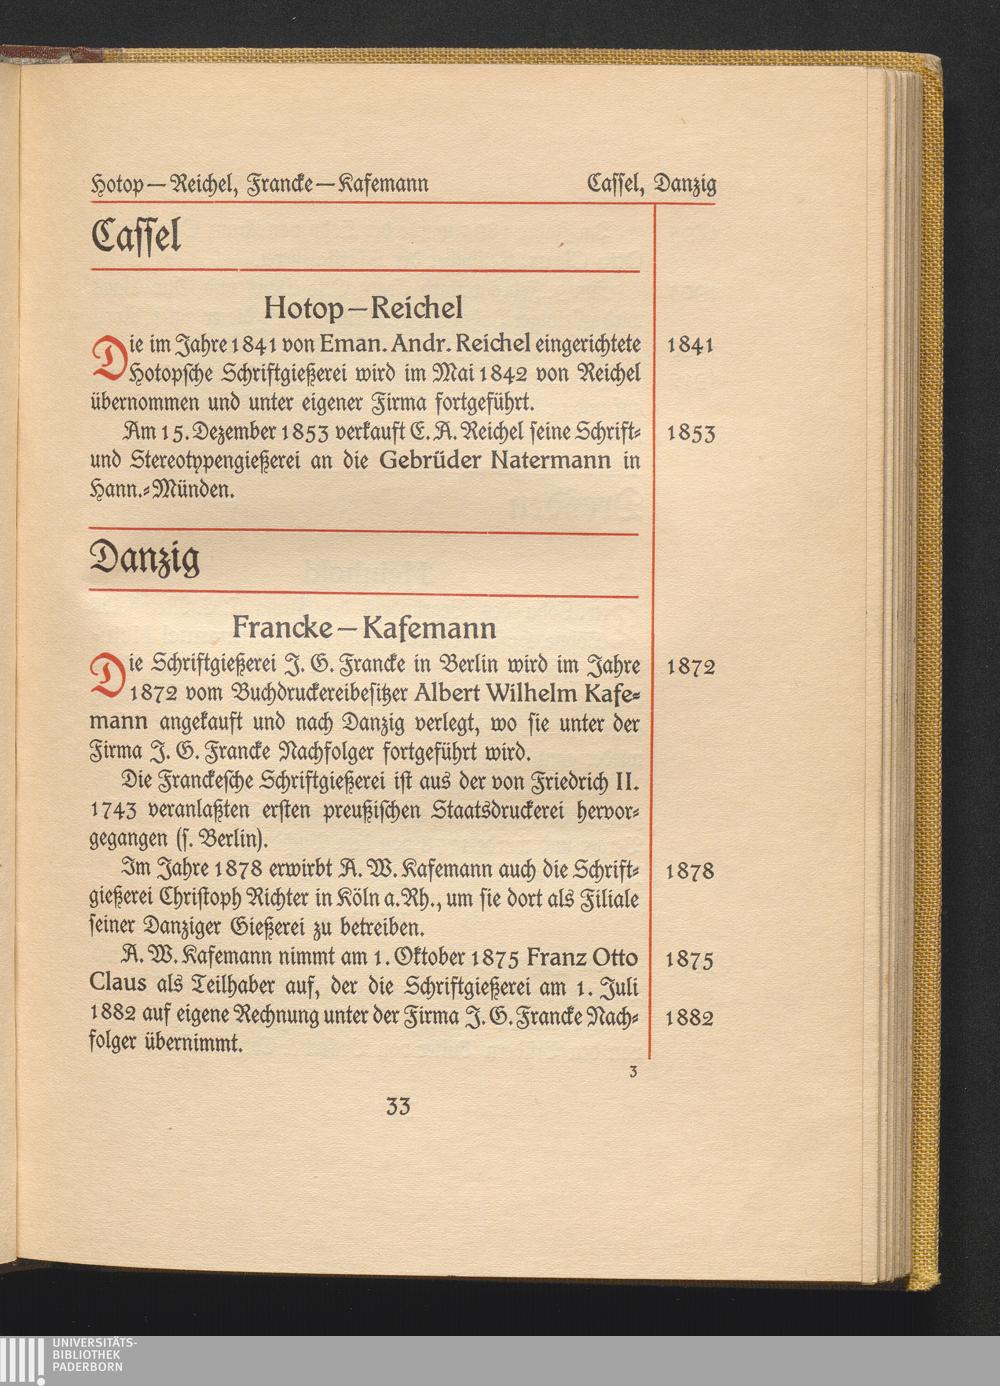 Hotop—Reichel, Francke—Kafemann Cassel, Danzig
Cassel
Hotop—Reichel
Die im Jahre 1841 von Eman. Andr. Reichel eingerichtete 1841
Hotopsche Schriftgießerei wird im Mai 1842 von Reichel
übernommen und unter eigener Firma fortgeführt.
Am 15. Dezember 1853 verkauft E. A. Reichel seine Schrift- 1853
und Stereotypengießerei an die Gebrüder Natermann in
Hann.-Münden.
Danzig
Francke—Kafemann
Die Schriftgießerei J. G. Francke in Berlin wird im Jahre 1872
1872 vom Buchdruckereibesitzer Albert Wilhelm Kafe-
mann angekauft und nach Danzig verlegt, wo sie unter der
Firma J. G. Francke Nachfolger fortgeführt wird.
Die Franckesche Schriftgießerei ist aus der von Friedrich II.
1743 veranlaßten ersten preußischen Staatsdruckerei hervor-
gegangen (s. Berlin).
Im Jahre 1878 erwirbt A. W. Kafemann auch die Schrift- 1878
gießerei Christoph Richter in Köln a. Rh., um sie dort als Filiale
seiner Danziger Gießerei zu betreiben.
A. W. Kafemann nimmt am 1. Oktober 1875 Franz Otto 1875
Claus als Teilhaber auf, der die Schriftgießerei am 1. Juli
1882 auf eigene Rechnung unter der Firma J. G. Francke Nach- 1882
folger übernimmt.
3
33
UNIVERSITÄTS-
BIBLIOTHEK
PADERBORN